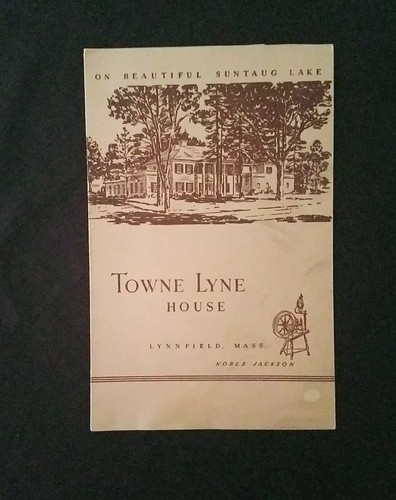 ON BEAUTIFUL SUNTAUG LAKE
TOWNE LYNE
HOUSE
LYNNFIELD, MASS.
NOBLE JACKSON